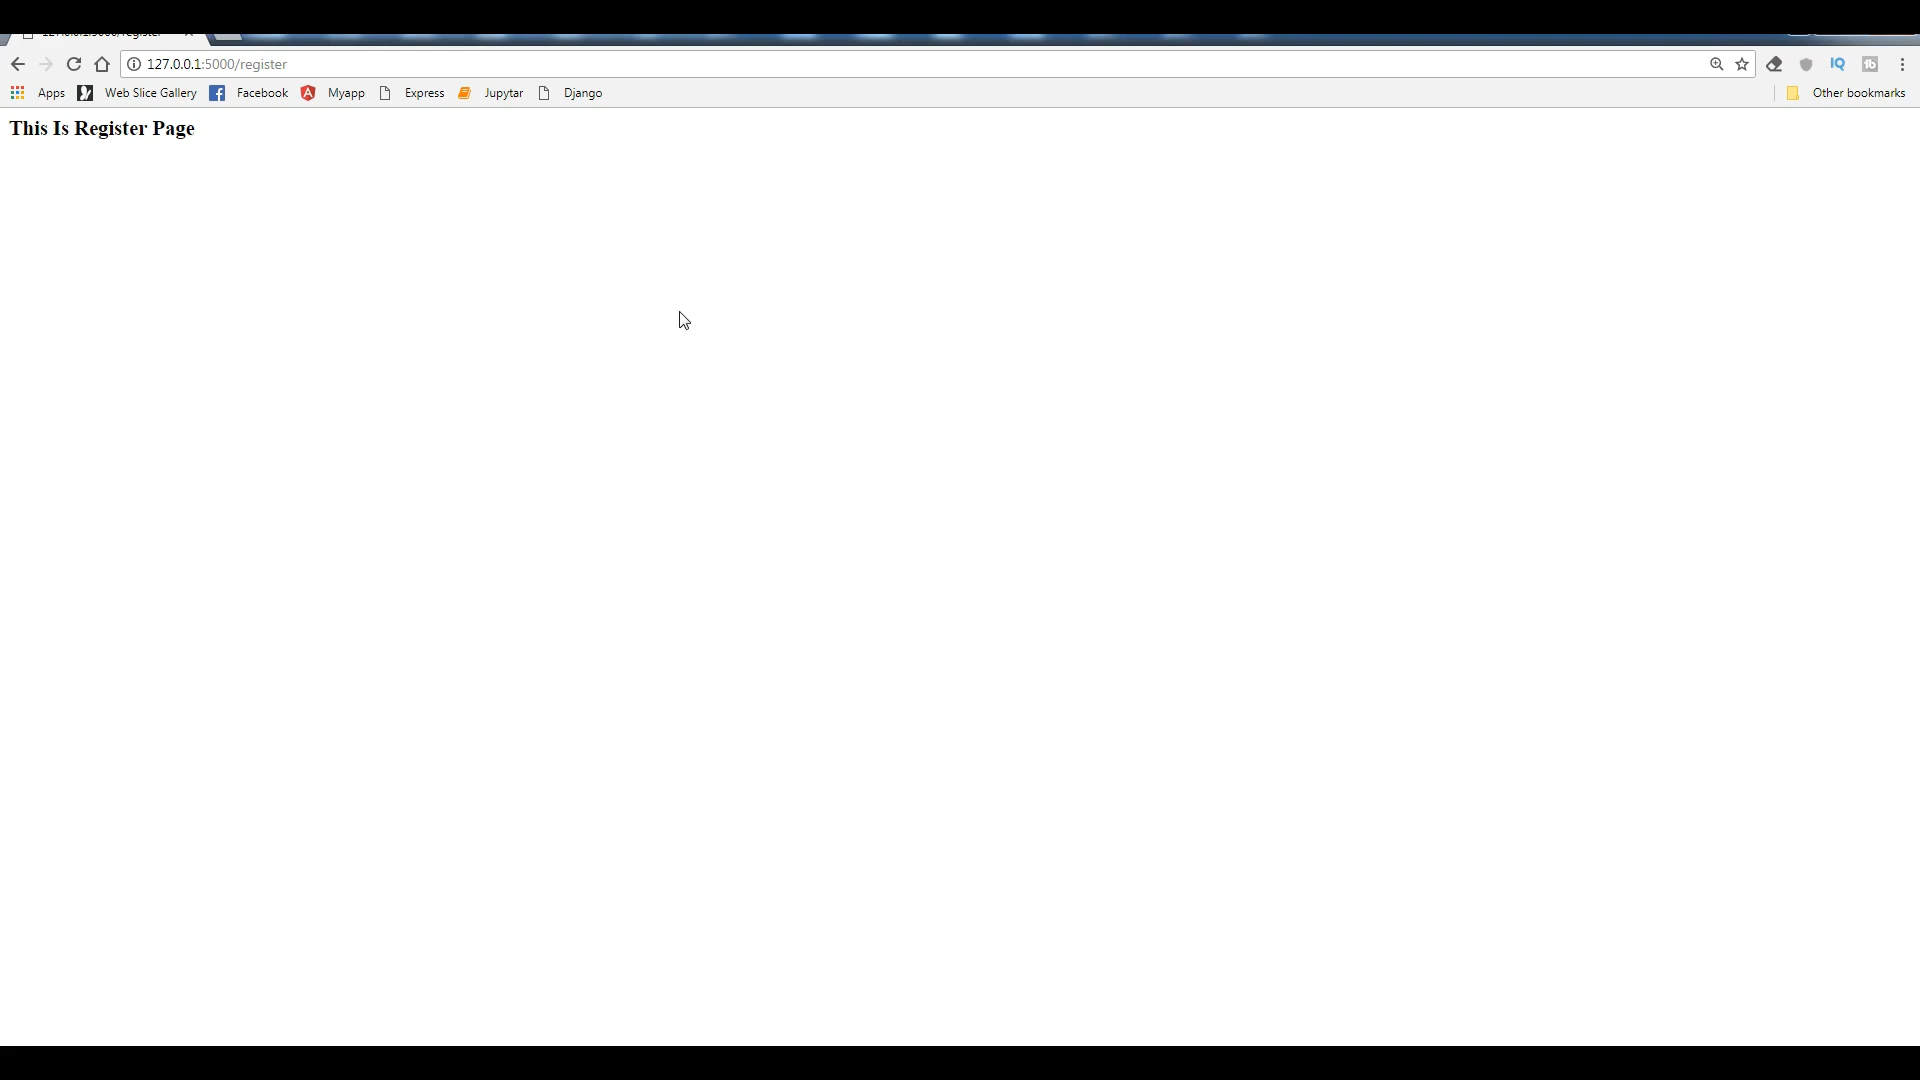 127.0.0.1:5000/register
IQ
Apps Web Slice Gallery Facebook Myapp Express Jupytar Django Other bookmarks
This Is Register Page